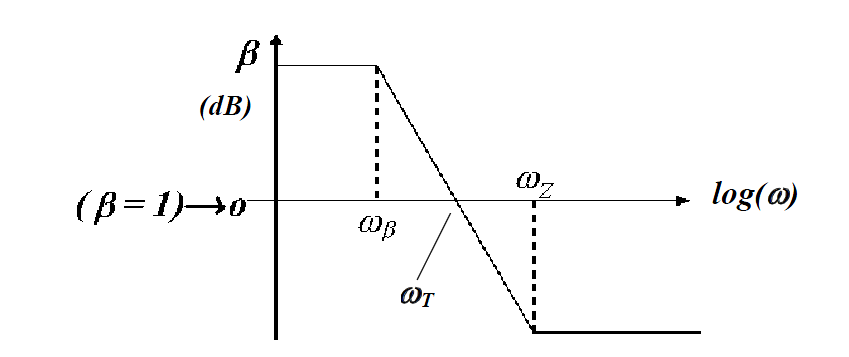 β
(dB)
ω_Z
log(ω)
( β = 1)→o
ω_β
ω_T